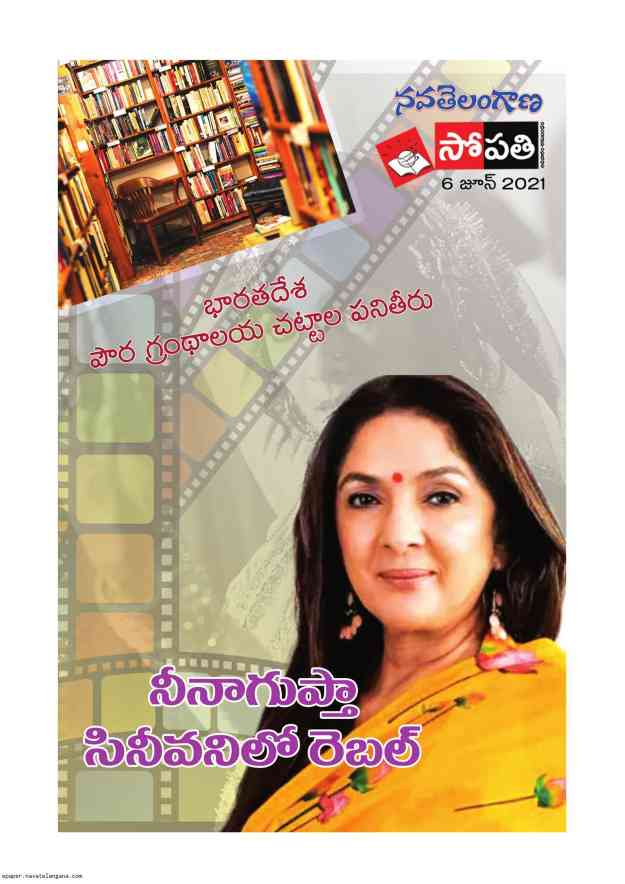 నవతెలంగాణ
సోపతి
6 జూన్ 2021
భారతదేశ
పౌర గ్రంథాలయ చట్టాల పనితీరు
నీనాగుప్తా
సినీవనిలో రెబల్
epaper.navatelangana.com